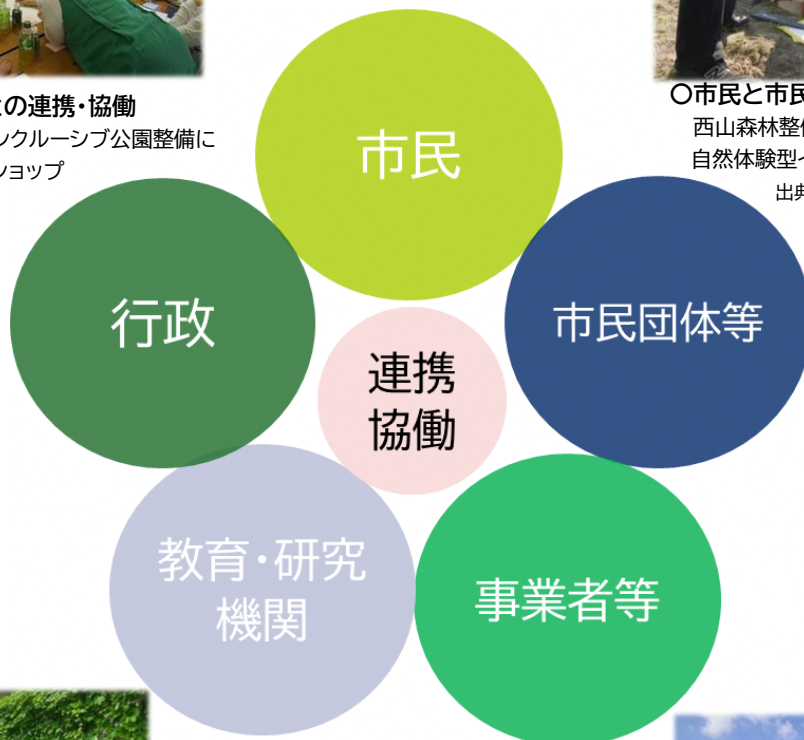 の連携・協働
ンクルーシブ公園整備に
ショップ
〇市民と市民
西山森林整備
自然体験型イ
出典
市民
行政
市民団体等
連携
協働
教育・研究
機関
事業者等